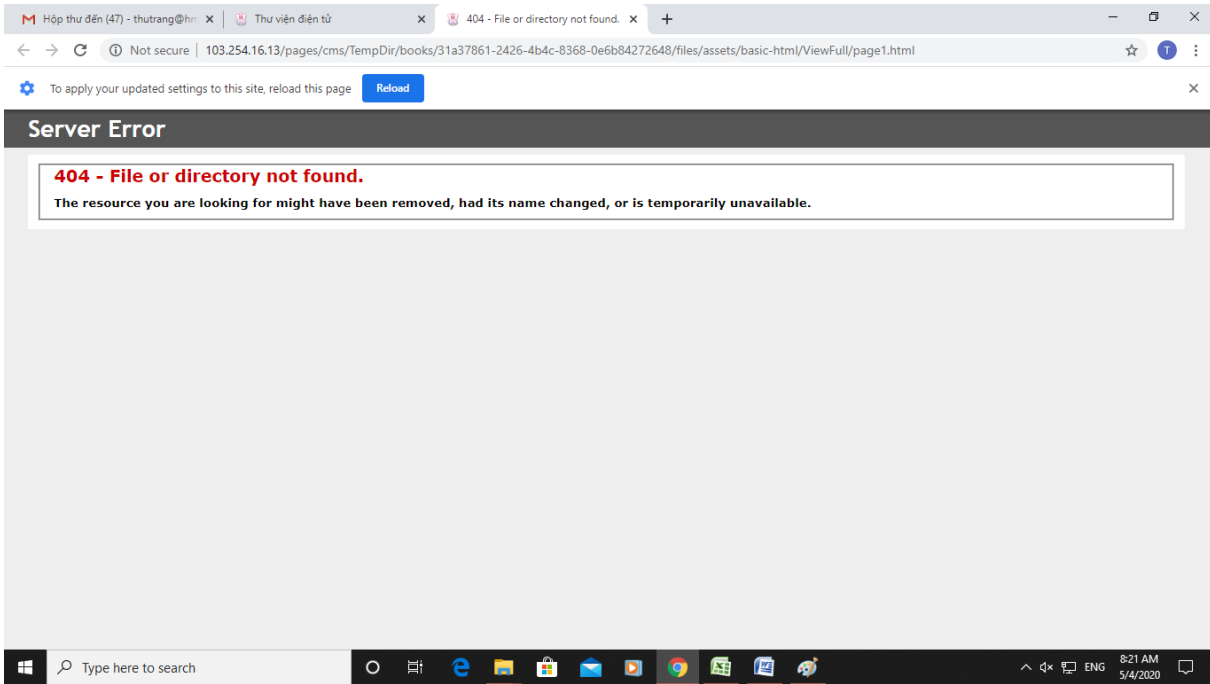 Hộp thư đến (47) - thutrang@hm
Thư viện điện tử
404 - File or directory not found.
Not secure | 103.254.16.13/pages/cms/TempDir/books/31a37861-2426-4b4c-8368-0e6b84272648/files/assets/basic-html/ViewFull/page1.html
T
To apply your updated settings to this site, reload this page
Reload
Server Error
404 - File or directory not found.
The resource you are looking for might have been removed, had its name changed, or is temporarily unavailable.
Type here to search
ENG
8:21 AM
5/4/2020